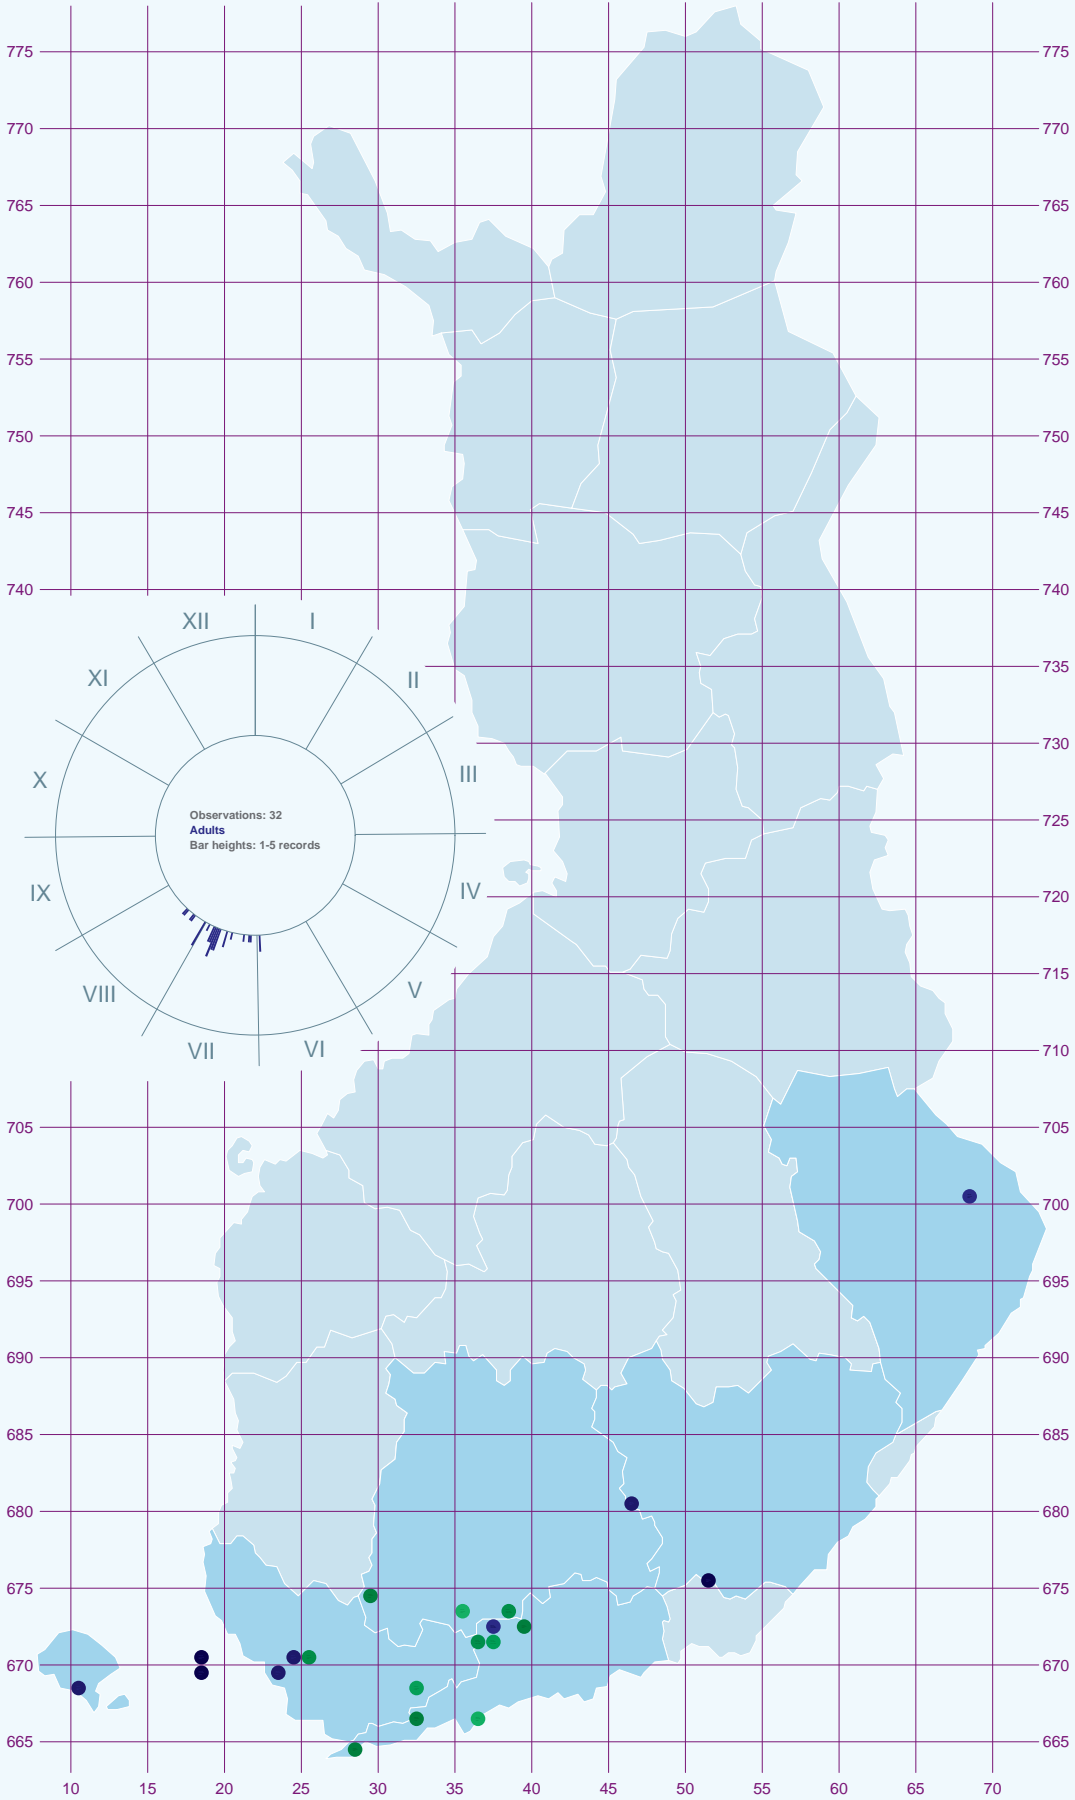 775 775
770 770
765 765
760 760
755 755
750 750
745 745
740 740
XII I
XI II
735
730
X III
Observations: 32
Adults
Bar heights: 1-5 records
725
IX IV
720
VIII V
715
VII VI
710
705 705
700 700
695 695
690 690
685 685
680 680
675 675
670 670
665 665
10 15 20 25 30 35 40 45 50 55 60 65 70